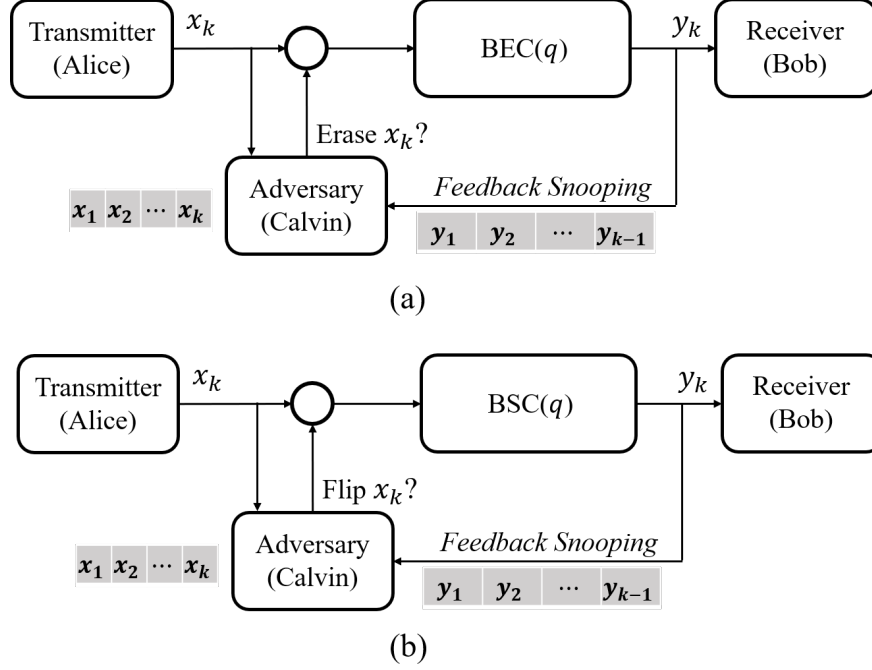 Transmitter
(Alice)
x_k
BEC(q)
y_k
Receiver
(Bob)
Erase x_k?
Adversary
(Calvin)
Feedback Snooping
x_1 x_2 ⋯ x_k
y_1 y_2 ⋯ y_{k-1}
(a)
Transmitter
(Alice)
x_k
BSC(q)
y_k
Receiver
(Bob)
Flip x_k?
Adversary
(Calvin)
Feedback Snooping
x_1 x_2 ⋯ x_k
y_1 y_2 ⋯ y_{k-1}
(b)